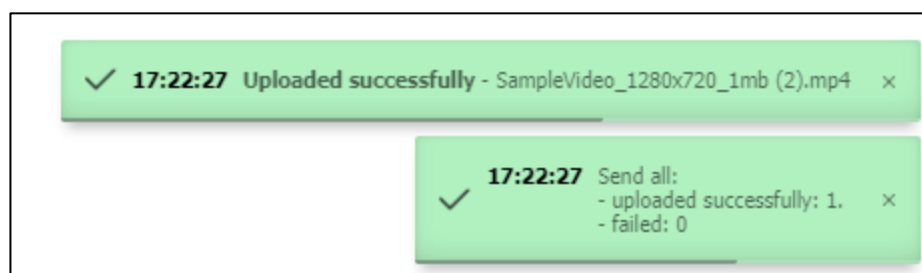 17:22:27 Uploaded successfully - SampleVideo_1280x720_1mb (2).mp4 ×
17:22:27 Send all:
- uploaded successfully: 1. ×
- failed: 0